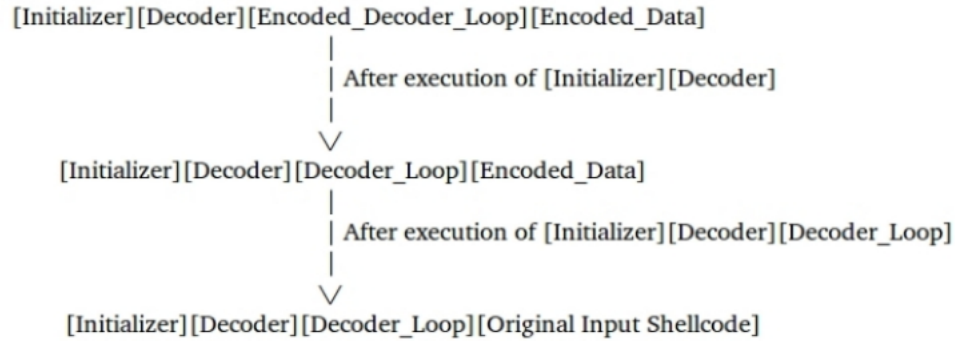 [Initializer][Decoder][Encoded_Decoder_Loop][Encoded_Data]
After execution of [Initializer][Decoder]
[Initializer][Decoder][Decoder_Loop][Encoded_Data]
After execution of [Initializer][Decoder][Decoder_Loop]
[Initializer][Decoder][Decoder_Loop][Original Input Shellcode]